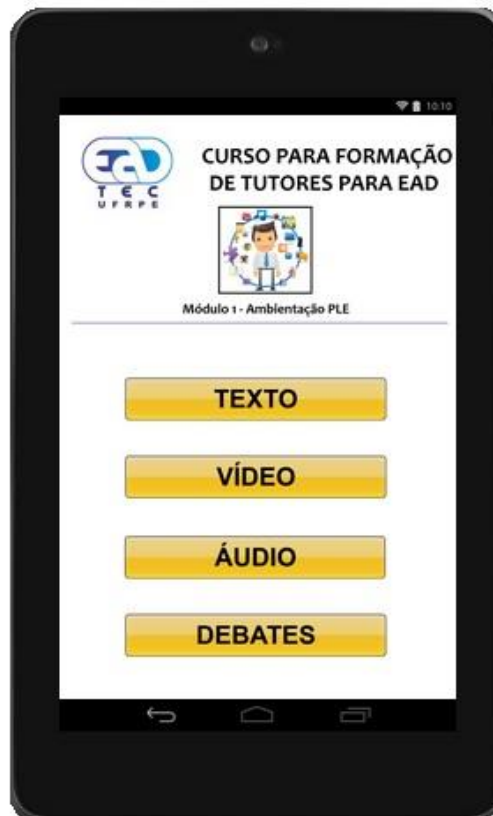 10:10
EAD
TEC
UFRPE
CURSO PARA FORMAÇÃO
DE TUTORES PARA EAD
Módulo 1 - Ambientação PLE
TEXTO
VÍDEO
ÁUDIO
DEBATES